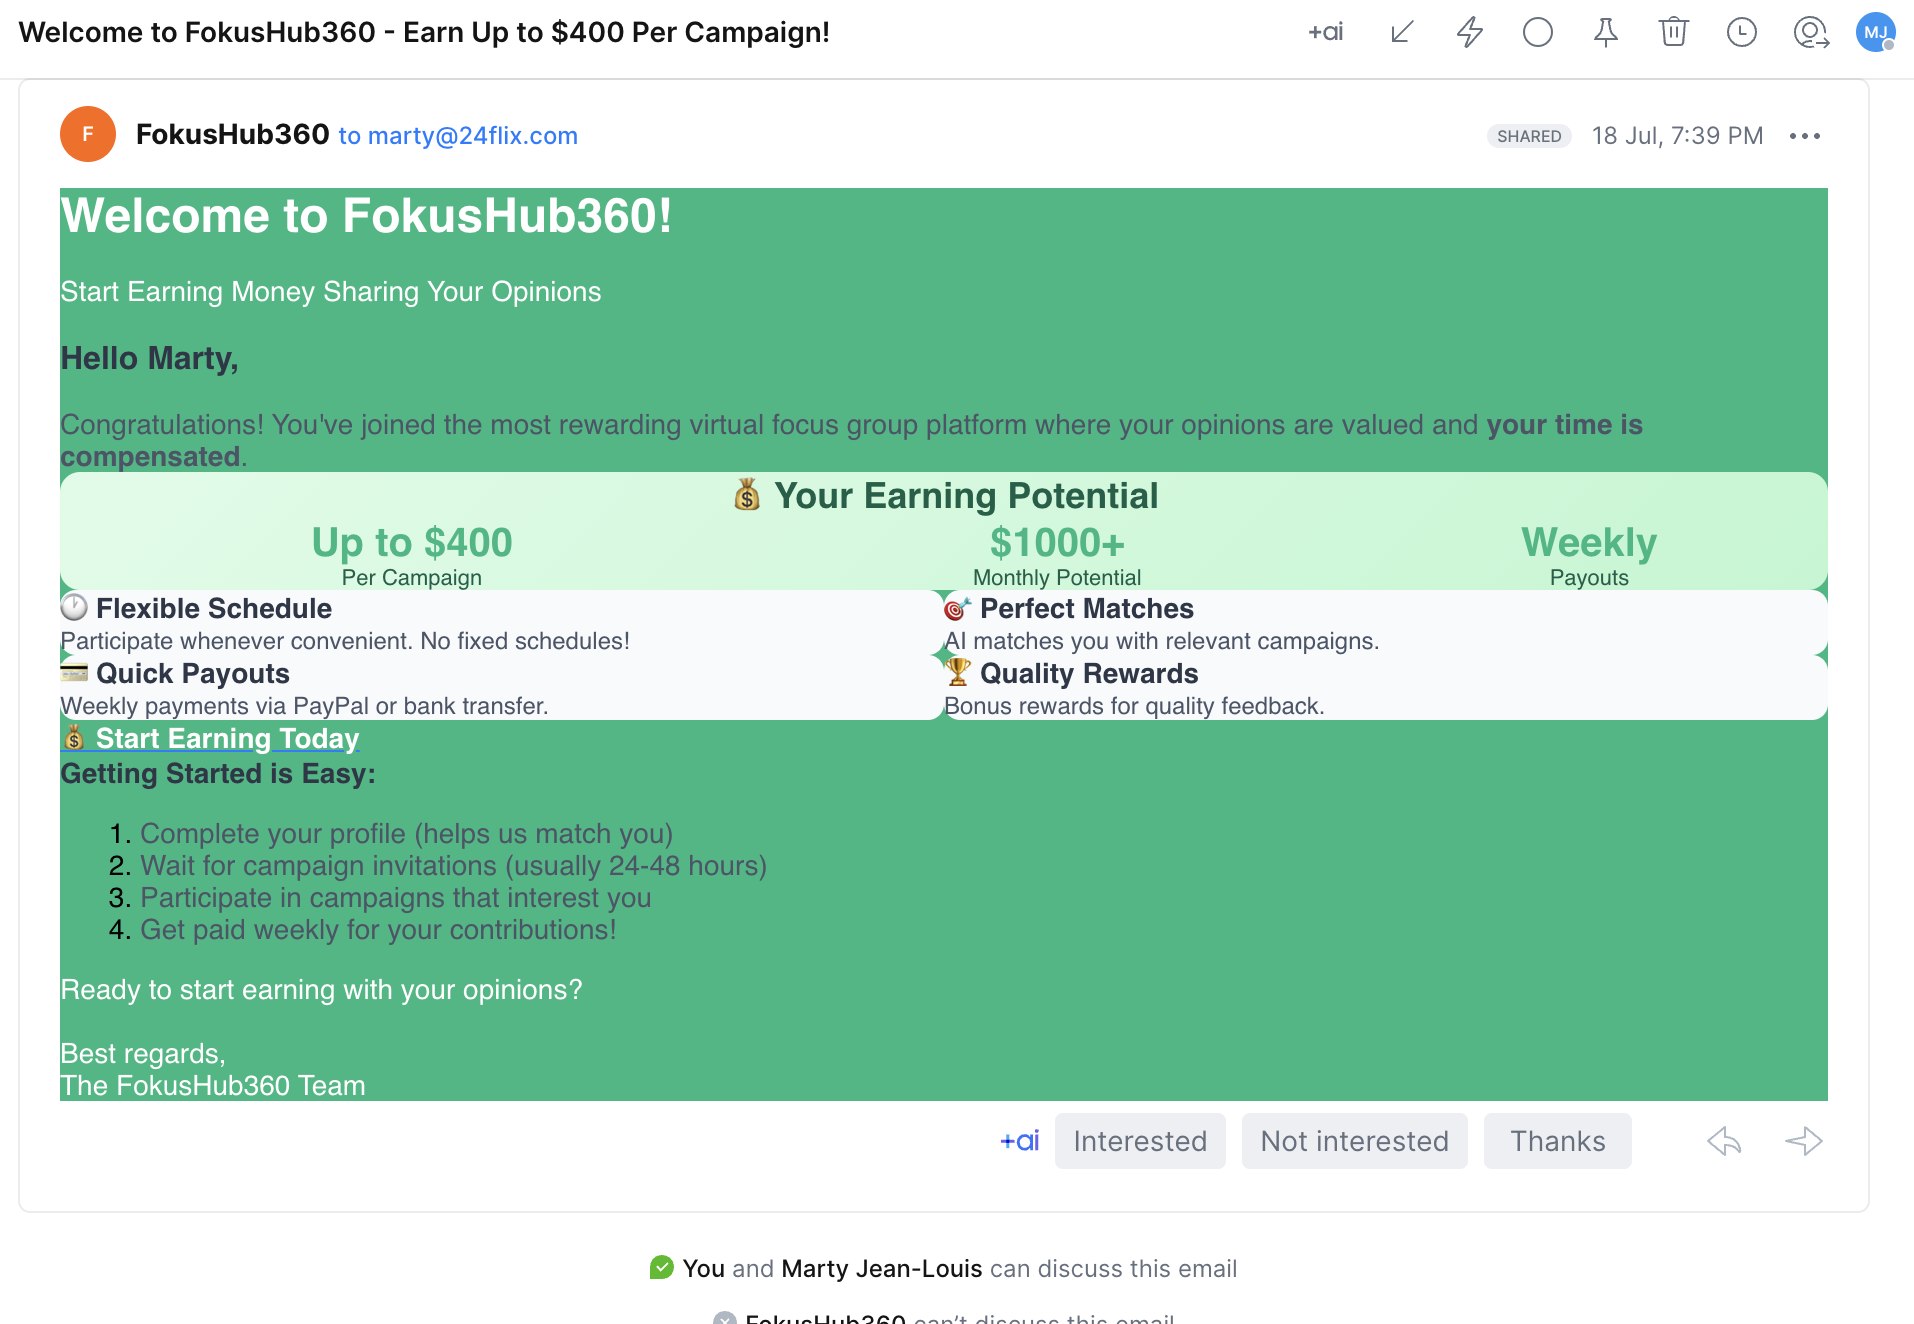 Welcome to FokusHub360 - Earn Up to $400 Per Campaign!
+ai
MJ
F
FokusHub360 to marty@24flix.com
SHARED
18 Jul, 7:39 PM
Welcome to FokusHub360!
Start Earning Money Sharing Your Opinions
Hello Marty,
Congratulations! You've joined the most rewarding virtual focus group platform where your opinions are valued and your time is
compensated.
💰 Your Earning Potential
Up to $400
Per Campaign
$1000+
Monthly Potential
Weekly
Payouts
🕐 Flexible Schedule
Participate whenever convenient. No fixed schedules!
🎯 Perfect Matches
AI matches you with relevant campaigns.
💳 Quick Payouts
Weekly payments via PayPal or bank transfer.
🏆 Quality Rewards
Bonus rewards for quality feedback.
💰 Start Earning Today
Getting Started is Easy:
1. Complete your profile (helps us match you)
2. Wait for campaign invitations (usually 24-48 hours)
3. Participate in campaigns that interest you
4. Get paid weekly for your contributions!
Ready to start earning with your opinions?
Best regards,
The FokusHub360 Team
+ai
Interested
Not interested
Thanks
You and Marty Jean-Louis can discuss this email
FokusHub360 can't discuss this email